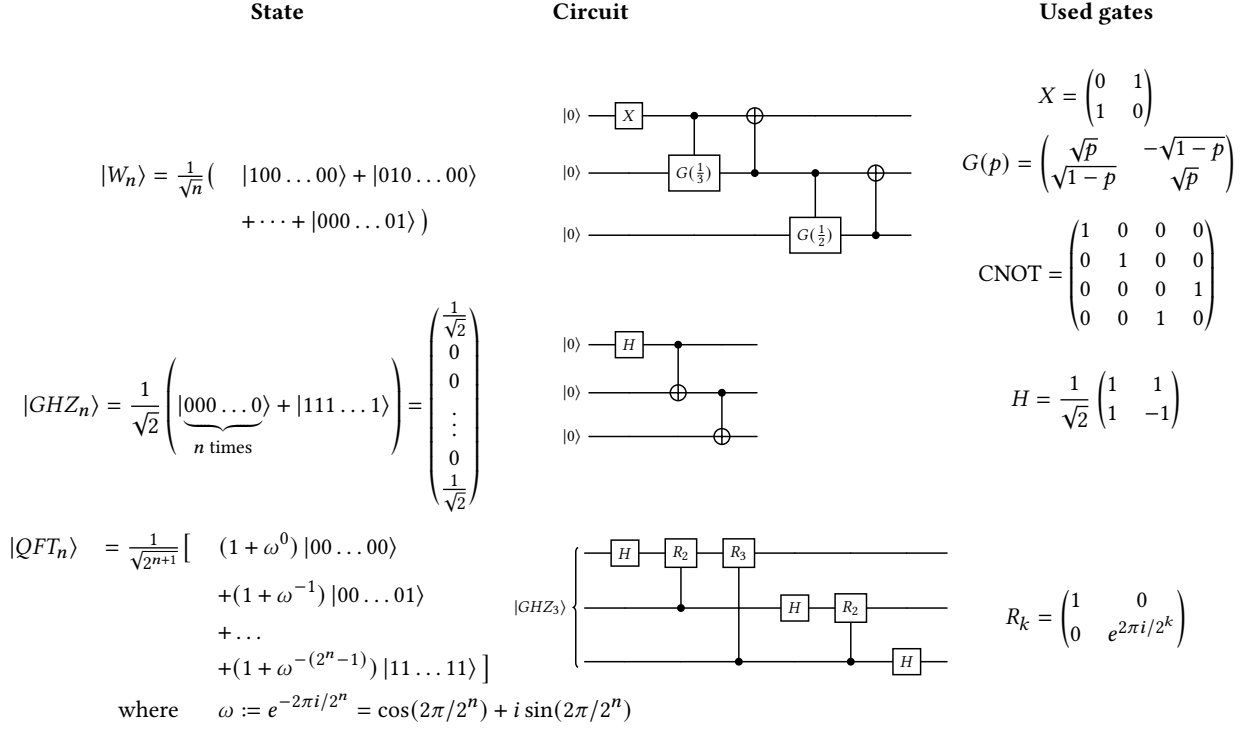 State Circuit Used gates
|W_n⟩ = 1/√n ( |100 … 00⟩ + |010 … 00⟩
+ ⋯ + |000 … 01⟩ )
|0⟩ X
|0⟩ G(1/3)
|0⟩ G(1/2)
X = (0 1
1 0)
G(p) = (√p −√1 − p
√1 − p √p)
CNOT = (1 0 0 0
0 1 0 0
0 0 0 1
0 0 1 0)
|GHZ_n⟩ = 1/√2 ( |000 … 0⟩ + |111 … 1⟩ ) = (1/√2
0
0
⋮
0
1/√2)
n times
|0⟩ H
|0⟩
|0⟩
H = 1/√2 (1 1
1 −1)
|QFT_n⟩ = 1/√2^{n+1} [ (1 + ω^0) |00 … 00⟩
+(1 + ω^{−1}) |00 … 01⟩
+ …
+(1 + ω^{−(2^n−1)}) |11 … 11⟩ ]
where ω := e^{−2πi/2^n} = cos(2π/2^n) + i sin(2π/2^n)
|GHZ_3⟩
H R_2 R_3
H R_2
H
R_k = (1 0
0 e^{2πi/2^k})